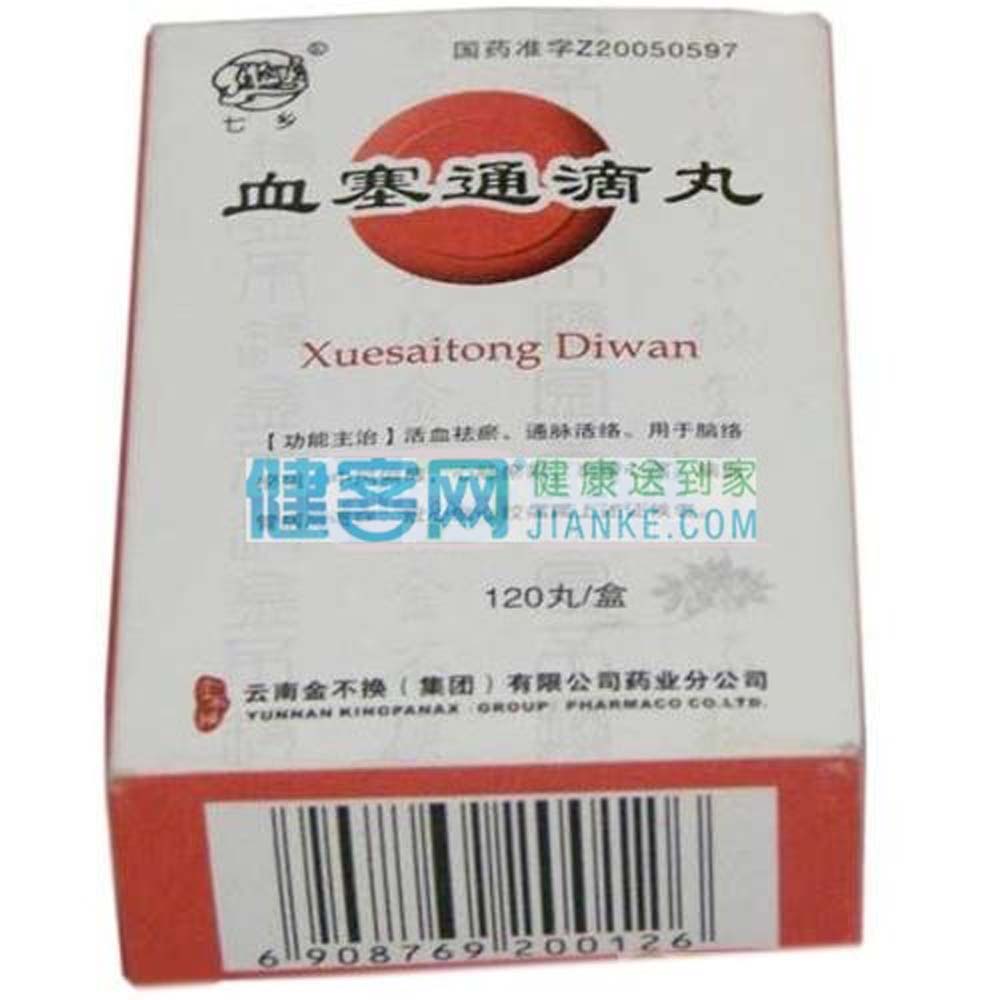 国药准字Z20050597
®
七乡
血塞通滴丸
Xuesaitong Diwan
【功能主治】活血祛瘀、通脉活络、用于脑络
健客网 健康送到家
JIANKE.COM
120丸/盒
云南金不换（集团）有限公司药业分公司
YUNNAN KINOPANAX GROUP PHARMACO CO.LTD.
6 908769 200126